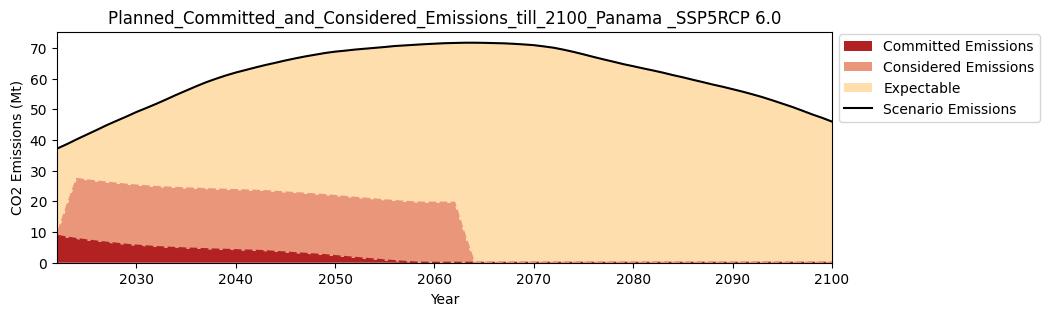 Planned_Committed_and_Considered_Emissions_till_2100_Panama _SSP5RCP 6.0
CO2 Emissions (Mt)
70
60
50
40
30
20
10
0
2030 2040 2050 2060 2070 2080 2090 2100
Year
Committed Emissions
Considered Emissions
Expectable
Scenario Emissions